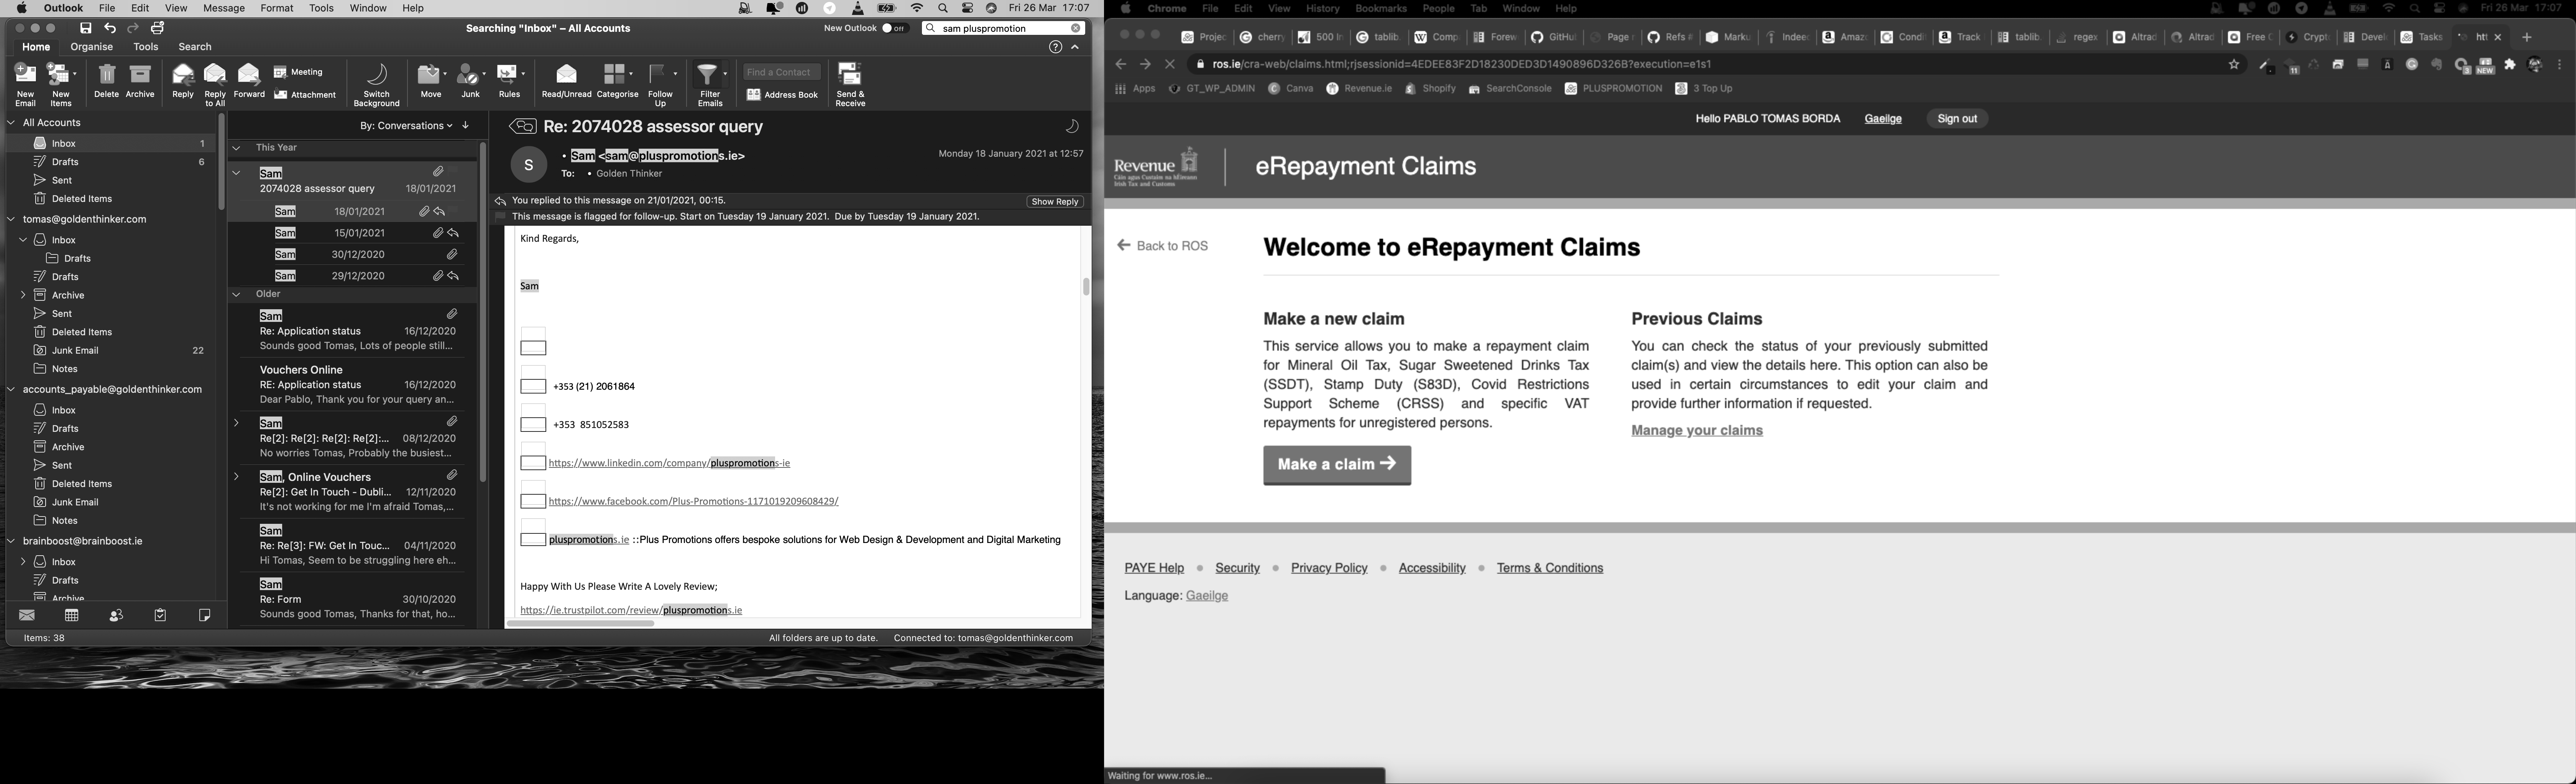 Outlook File Edit View Message Format Tools Window Help
Fri 26 Mar 17:07
Searching "Inbox" – All Accounts
New Outlook Off
sam pluspromotion
Home Organise Tools Search
New Email
New Items
Delete
Archive
Reply
Reply to All
Forward
Meeting
Attachment
Switch Background
Move
Junk
Rules
Read/Unread
Categorise
Follow Up
Filter Emails
Find a Contact
Address Book
Send & Receive
All Accounts
Inbox 1
Drafts 6
Sent
Deleted Items
tomas@goldenthinker.com
Inbox
Drafts
Drafts
Archive
Sent
Deleted Items
Junk Email 22
Notes
accounts_payable@goldenthinker.com
Inbox
Drafts
Archive
Sent
Deleted Items
Junk Email
Notes
brainboost@brainboost.ie
Inbox
Drafts
Archive
Items: 38
By: Conversations
This Year
Sam
2074028 assessor query 18/01/2021
Sam 18/01/2021
Sam 15/01/2021
Sam 30/12/2020
Sam 29/12/2020
Older
Sam
Re: Application status 16/12/2020
Sounds good Tomas, Lots of people still...
Vouchers Online
RE: Application status 16/12/2020
Dear Pablo, Thank you for your query an...
Sam
Re[2]: Re[2]: Re[2]: Re[2]:... 08/12/2020
No worries Tomas, Probably the busiest...
Sam, Online Vouchers
Re[2]: Get In Touch - Dubli... 12/11/2020
It's not working for me I'm afraid Tomas,...
Sam
Re: Re[3]: FW: Get In Touc... 04/11/2020
Hi Tomas, Seem to be struggling here eh...
Sam
Re: Form 30/10/2020
Sounds good Tomas, Thanks for that, ho...
Re: 2074028 assessor query
S
Sam <sam@pluspromotions.ie>
Monday 18 January 2021 at 12:57
To: Golden Thinker
You replied to this message on 21/01/2021, 00:15.
Show Reply
This message is flagged for follow-up. Start on Tuesday 19 January 2021. Due by Tuesday 19 January 2021.
Kind Regards,
Sam
+353 (21) 2061864
+353 851052583
https://www.linkedin.com/company/pluspromotions-ie
https://www.facebook.com/Plus-Promotions-1171019209608429/
pluspromotions.ie ::Plus Promotions offers bespoke solutions for Web Design & Development and Digital Marketing
Happy With Us Please Write A Lovely Review;
https://ie.trustpilot.com/review/pluspromotions.ie
All folders are up to date. Connected to: tomas@goldenthinker.com
Chrome File Edit View History Bookmarks People Tab Window Help
Fri 26 Mar 17:07
Projec cherry 500 In tablib. Comp Forew GitHul Page r Refs # Marku Indeed Amaz Condi Track tablib. regex Altrad Altrad Free C Crypto Devel Tasks htt
ros.ie/cra-web/claims.html;rjsessionid=4EDEE83F2D18230DED3D1490896D326B?execution=e1s1
11
3
NEW
Apps GT_WP_ADMIN Canva Revenue.ie Shopify SearchConsole PLUSPROMOTION 3 Top Up
Hello PABLO TOMAS BORDA Gaeilge Sign out
Revenue
Cáin agus Custaim na hÉireann
Irish Tax and Customs
eRepayment Claims
Back to ROS
Welcome to eRepayment Claims
Make a new claim
This service allows you to make a repayment claim
for Mineral Oil Tax, Sugar Sweetened Drinks Tax
(SSDT), Stamp Duty (S83D), Covid Restrictions
Support Scheme (CRSS) and specific VAT
repayments for unregistered persons.
Make a claim
Previous Claims
You can check the status of your previously submitted
claim(s) and view the details here. This option can also be
used in certain circumstances to edit your claim and
provide further information if requested.
Manage your claims
PAYE Help Security Privacy Policy Accessibility Terms & Conditions
Language: Gaeilge
Waiting for www.ros.ie...